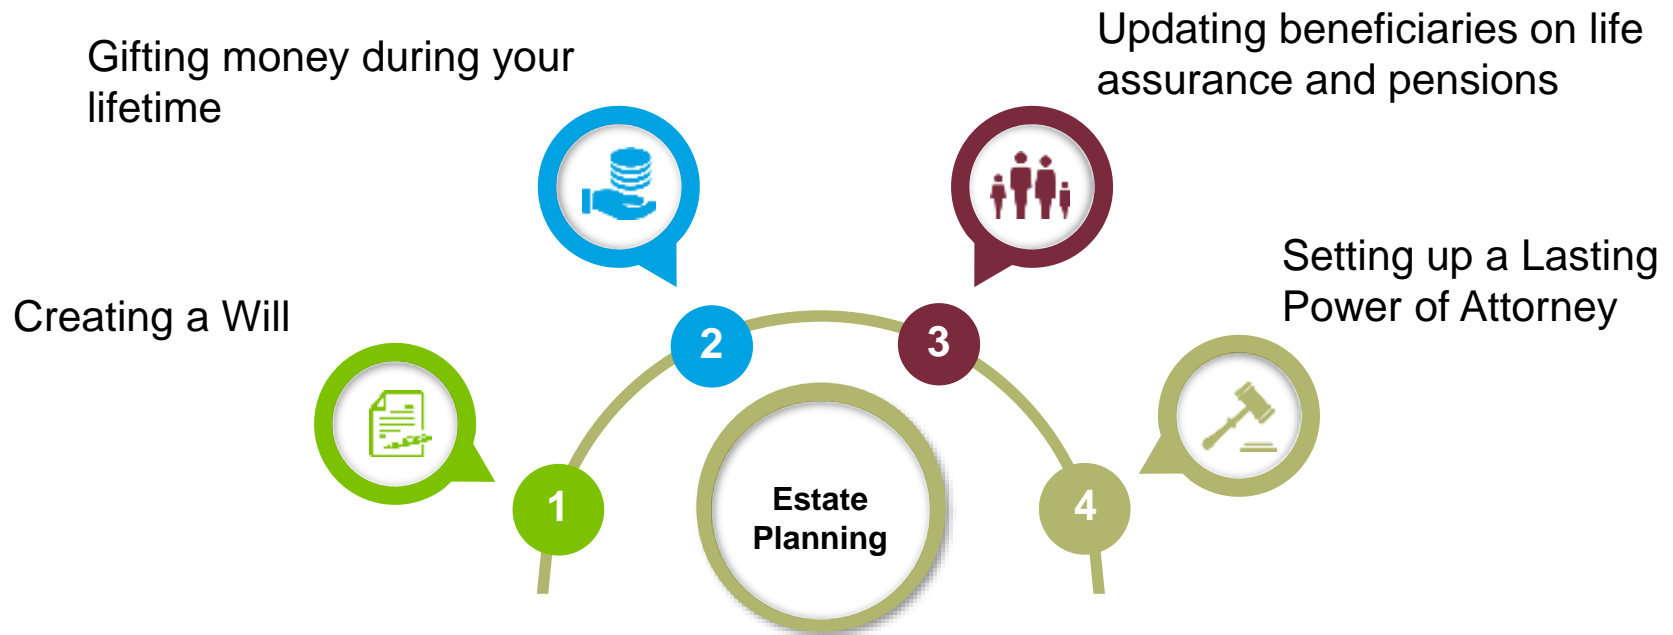 Creating a Will
1
Gifting money during your
lifetime
2
Updating beneficiaries on life
assurance and pensions
3
Setting up a Lasting
Power of Attorney
4
Estate
Planning